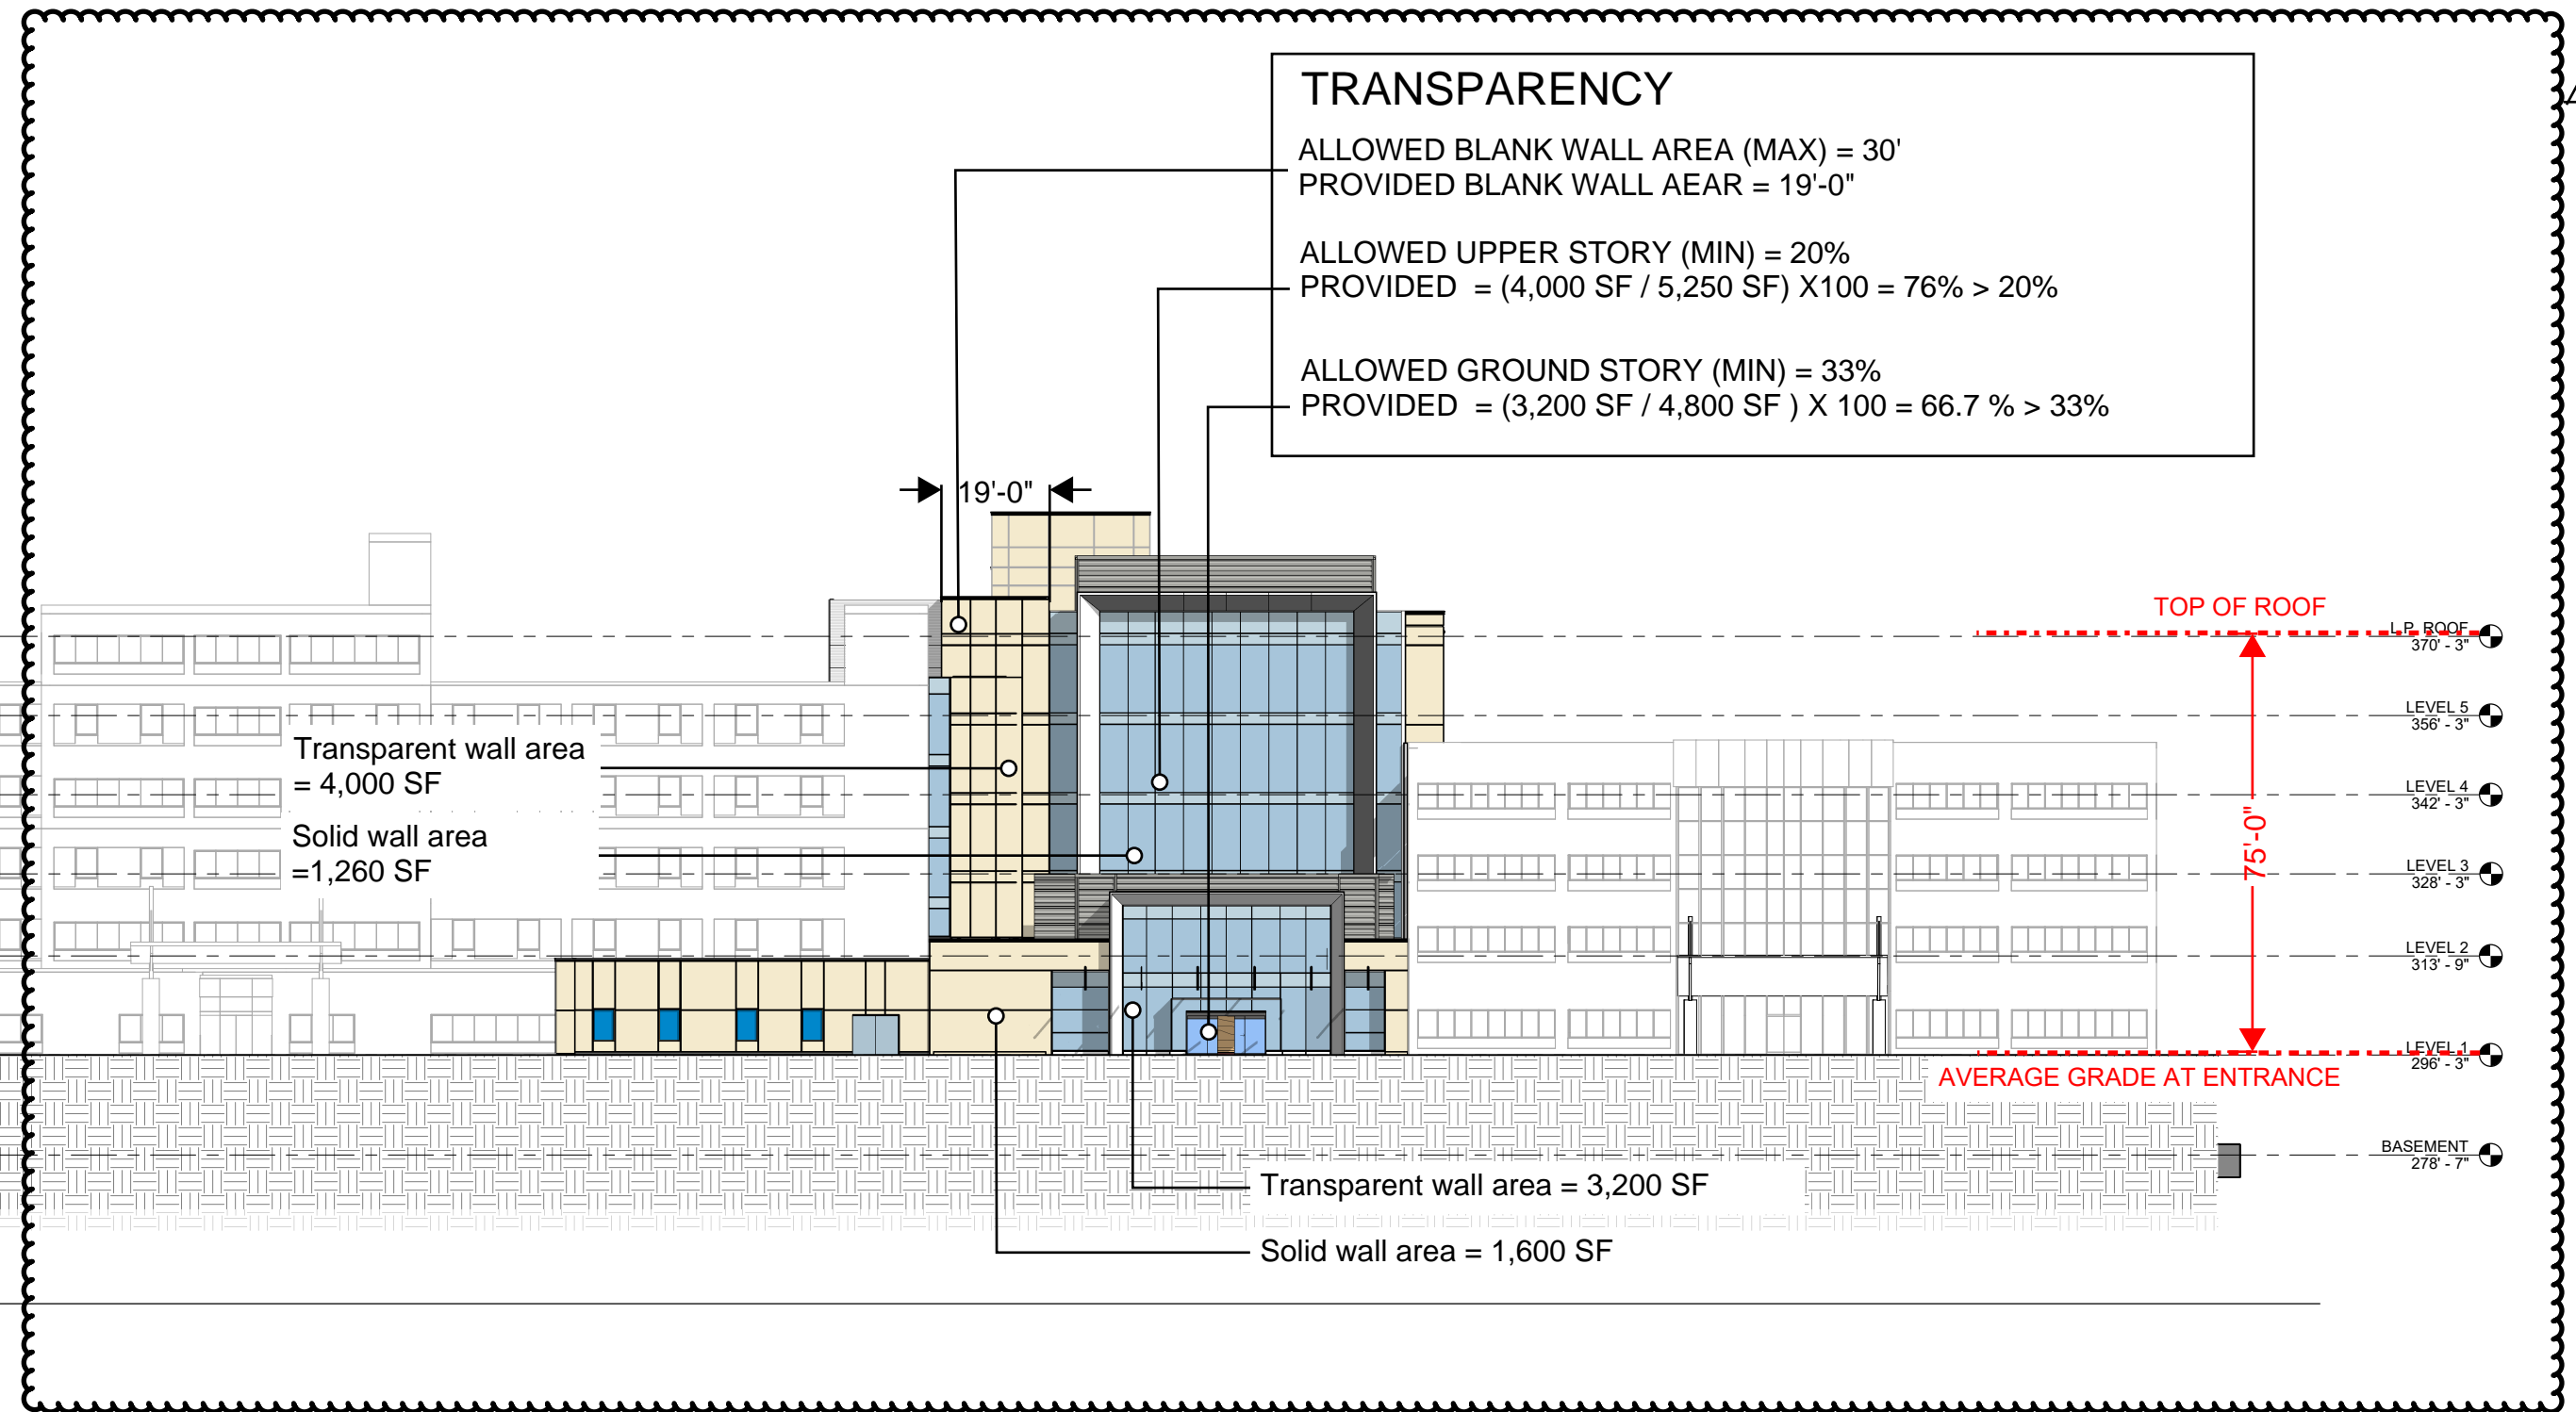 TRANSPARENCY
ALLOWED BLANK WALL AREA (MAX) = 30'
PROVIDED BLANK WALL AEAR = 19'-0"
ALLOWED UPPER STORY (MIN) = 20%
PROVIDED = (4,000 SF / 5,250 SF) X100 = 76% > 20%
ALLOWED GROUND STORY (MIN) = 33%
PROVIDED = (3,200 SF / 4,800 SF ) X 100 = 66.7 % > 33%
19'-0"
TOP OF ROOF
L.P. ROOF
370' - 3"
LEVEL 5
356' - 3"
Transparent wall area
= 4,000 SF
LEVEL 4
342' - 3"
75'-0"
Solid wall area
=1,260 SF
LEVEL 3
328' - 3"
LEVEL 2
313' - 9"
LEVEL 1
296' - 3"
AVERAGE GRADE AT ENTRANCE
BASEMENT
278' - 7"
Transparent wall area = 3,200 SF
Solid wall area = 1,600 SF